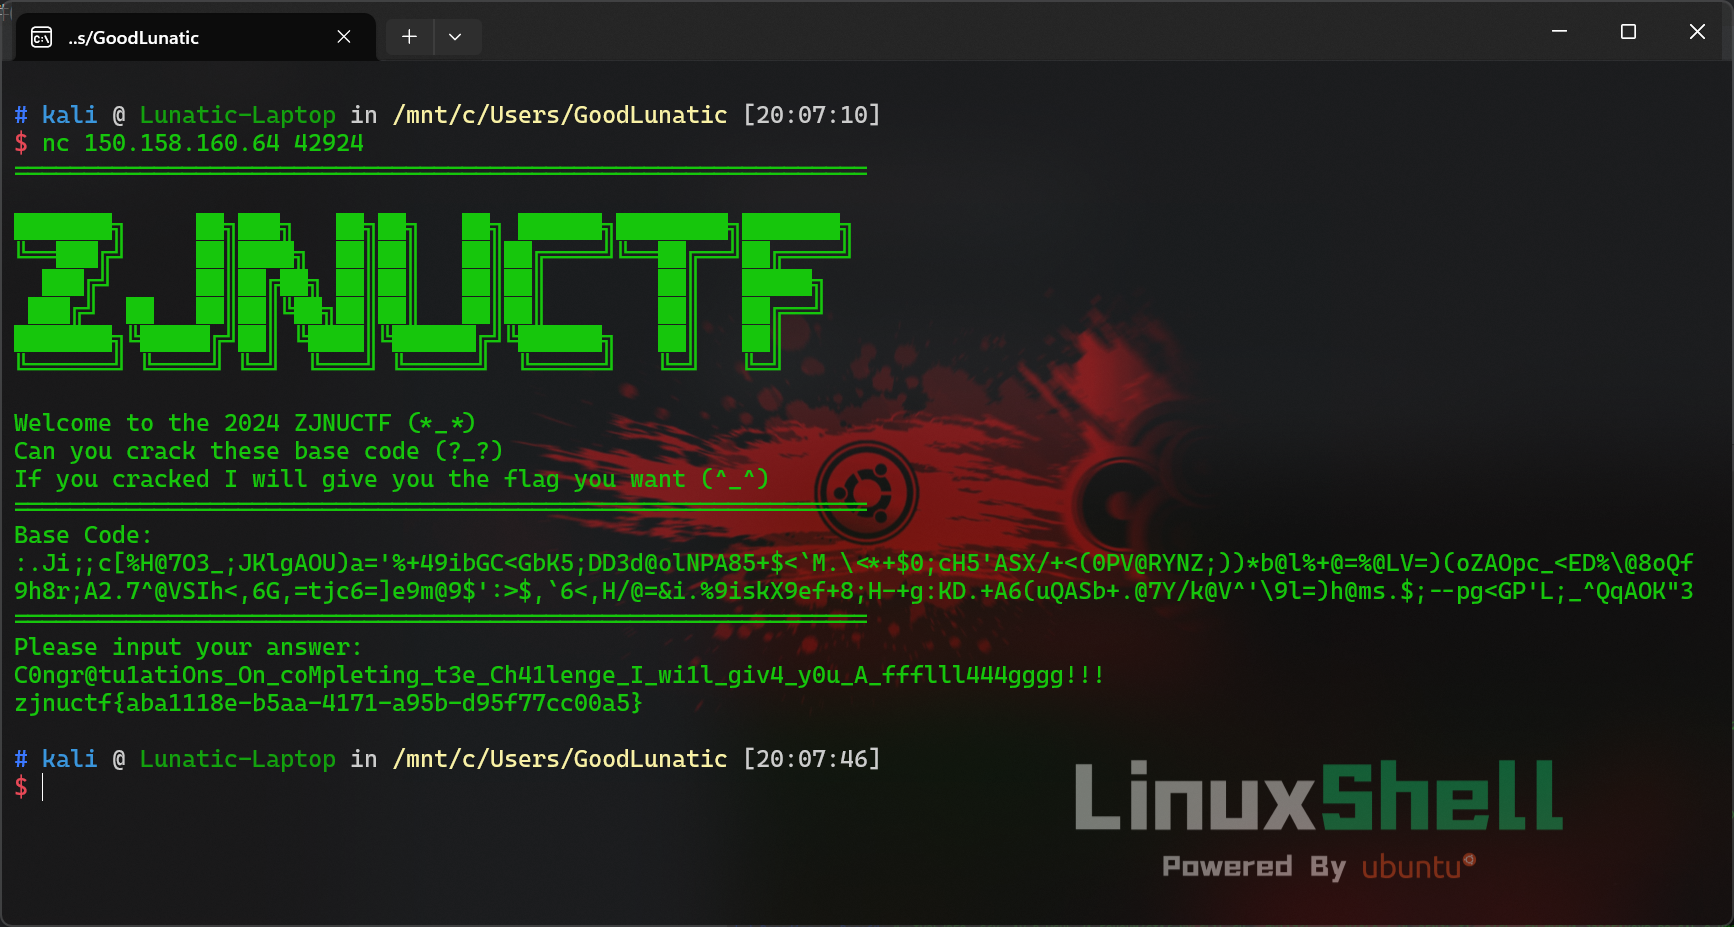 ..s/GoodLunatic
# kali @ Lunatic-Laptop in /mnt/c/Users/GoodLunatic [20:07:10]
$ nc 150.158.160.64 42924
ZJNUCTF
Welcome to the 2024 ZJNUCTF (*_*)
Can you crack these base code (?_?)
If you cracked I will give you the flag you want (^_^)
Base Code:
:.Ji;;c[%H@7O3_;JKlgAOU)a='%+49ibGC<GbK5;DD3d@olNPA85+$<`M.\<*+$0;cH5'ASX/+<(0PV@RYNZ;))*b@l%+@=%@LV=)(oZAOpc_<ED%\@8oQf
9h8r;A2.7^@VSIh<,6G,=tjc6=]e9m@9$':>$,`6<,H/@=&i.%9iskX9ef+8;H-+g:KD.+A6(uQASb+.@7Y/k@V^'\9l=)h@ms.$;--pg<GP'L;_^QqAOK"3
Please input your answer:
C0ngr@tu1atiOns_On_coMpleting_t3e_Ch41lenge_I_wi1l_giv4_y0u_A_ffflll444gggg!!!
zjnuctf{aba1118e-b5aa-4171-a95b-d95f77cc00a5}
# kali @ Lunatic-Laptop in /mnt/c/Users/GoodLunatic [20:07:46]
$
LinuxShell
Powered By ubuntu